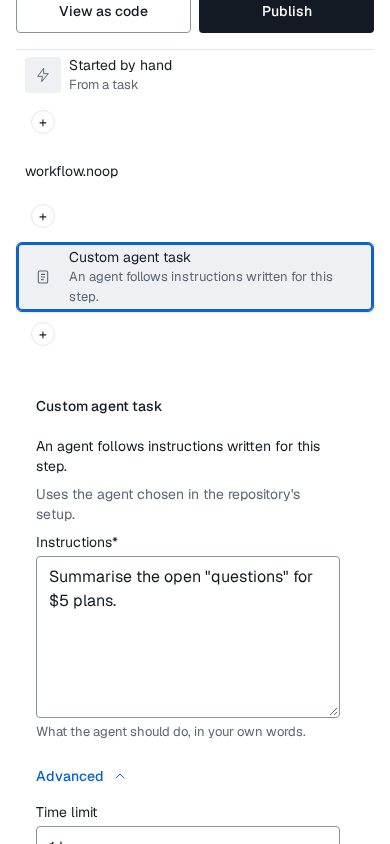 View as code
Publish
Started by hand
From a task
+
workflow.noop
+
Custom agent task
An agent follows instructions written for this
step.
+
Custom agent task
An agent follows instructions written for this
step.
Uses the agent chosen in the repository's
setup.
Instructions*
Summarise the open "questions" for
$5 plans.
What the agent should do, in your own words.
Advanced
Time limit